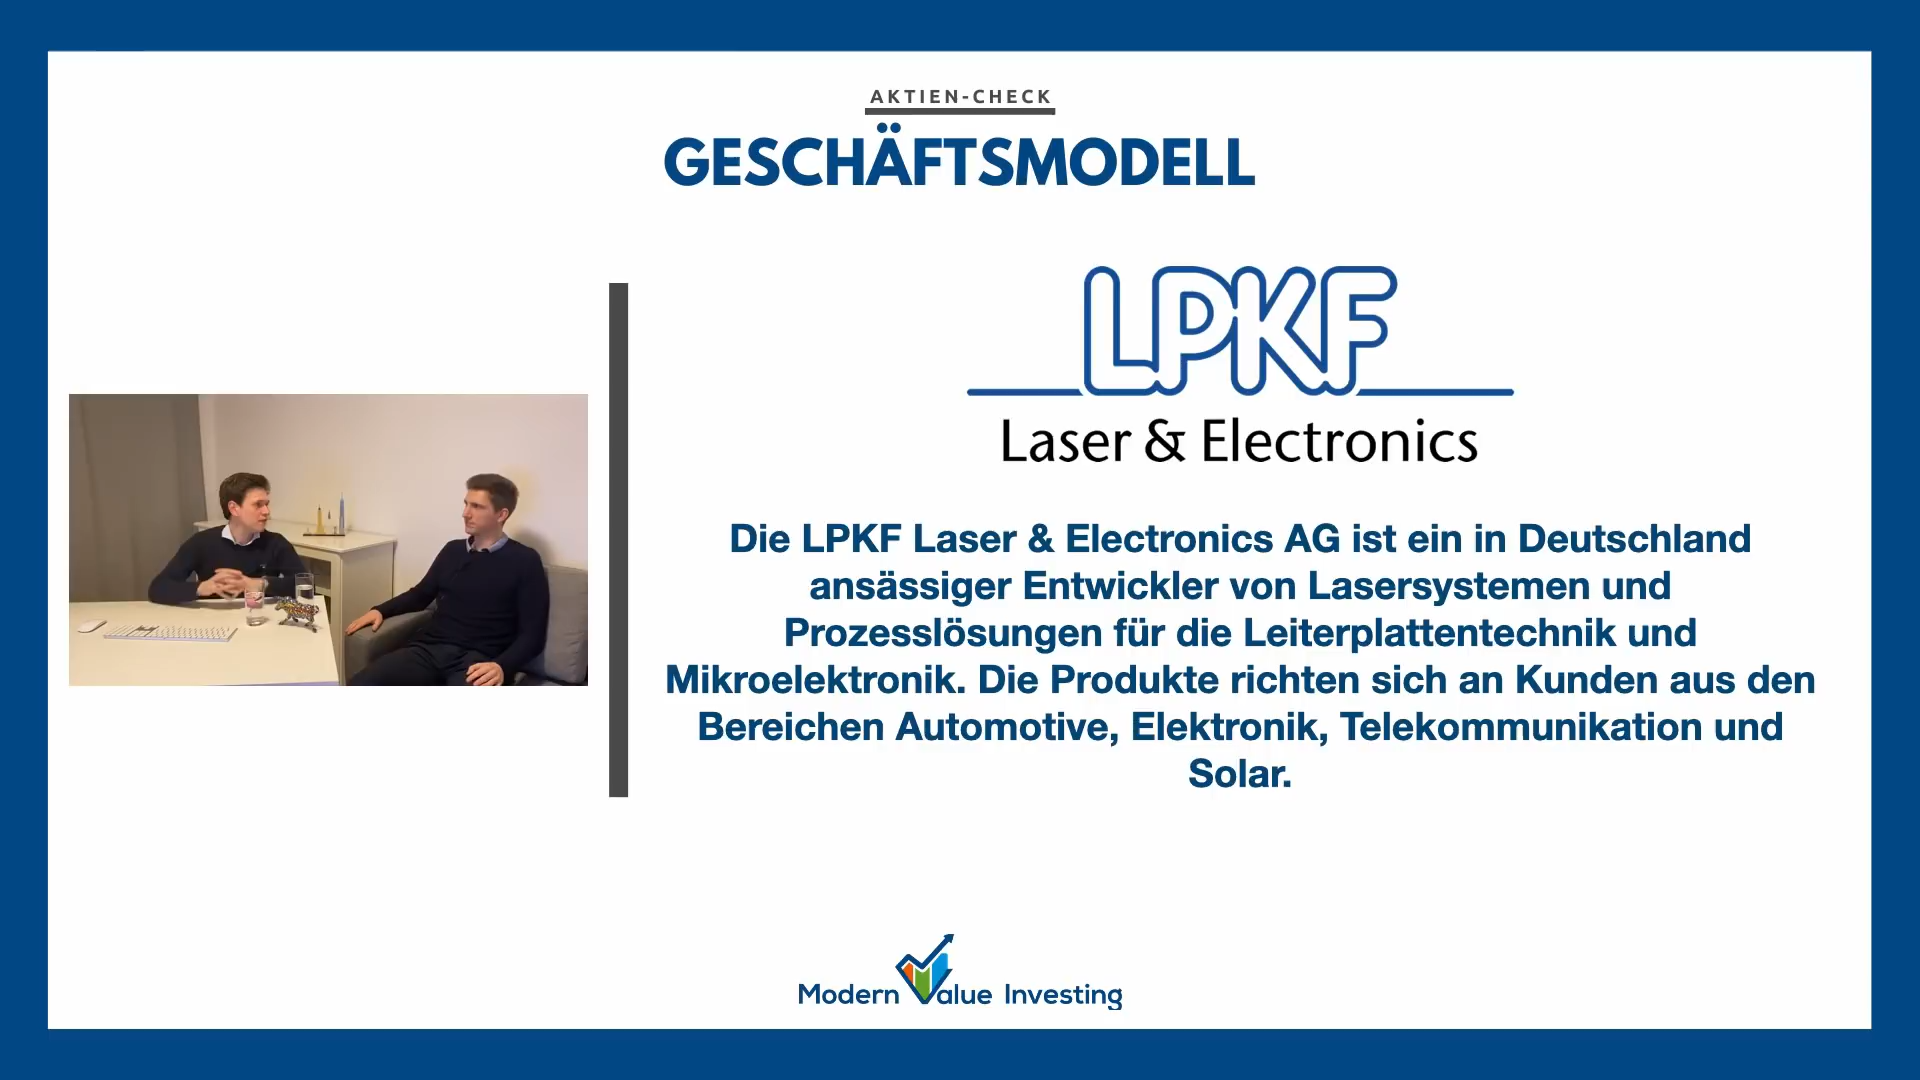 AKTIEN-CHECK
GESCHÄFTSMODELL
LPKF
Laser & Electronics
Die LPKF Laser & Electronics AG ist ein in Deutschland
ansässiger Entwickler von Lasersystemen und
Prozesslösungen für die Leiterplattentechnik und
Mikroelektronik. Die Produkte richten sich an Kunden aus den
Bereichen Automotive, Elektronik, Telekommunikation und
Solar.
Modern Value Investing